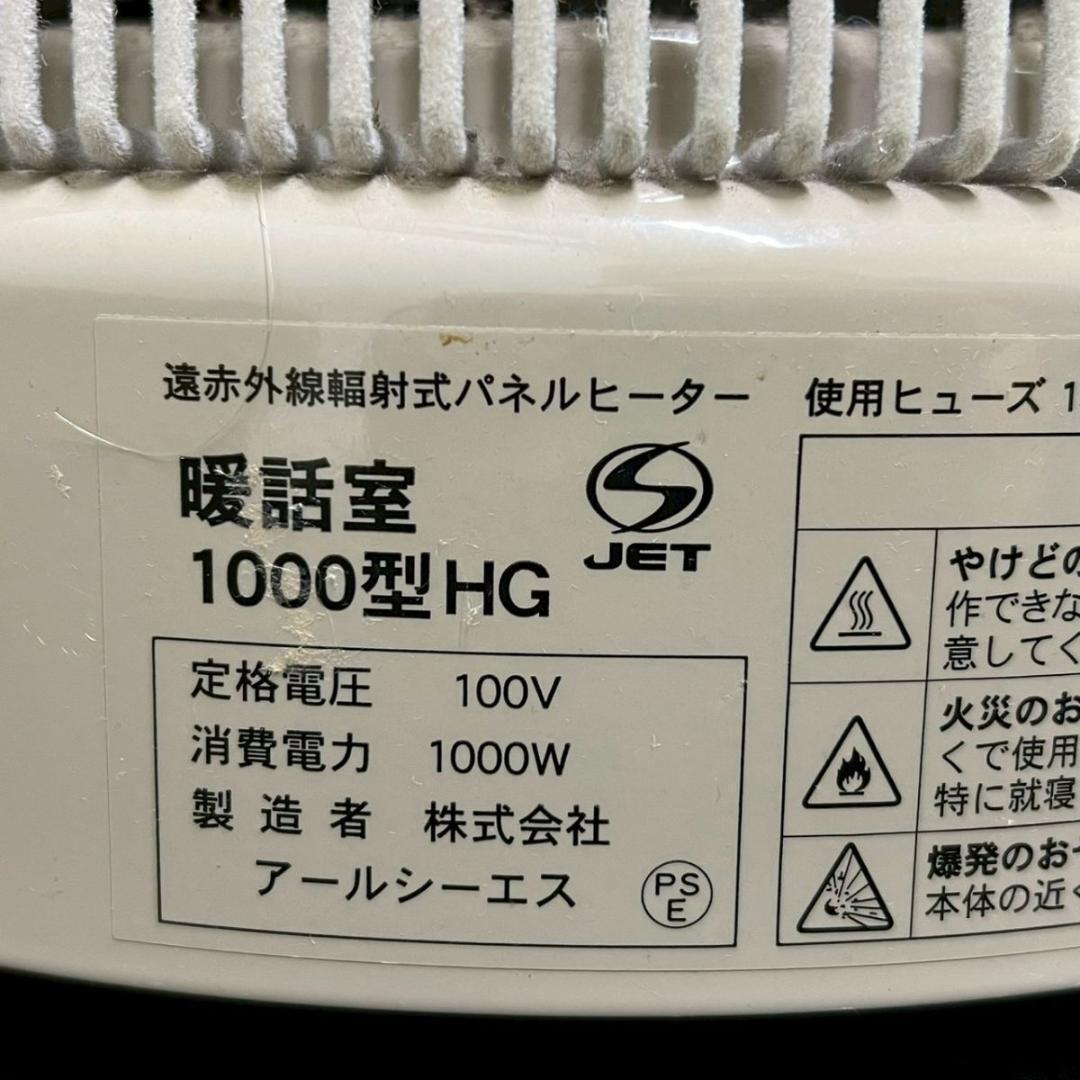 遠赤外線輻射式パネルヒーター
暖話室
1000型HG
JET
定格電圧 100V
消費電力 1000W
製造者 株式会社
アールシーエス
PS
E
使用ヒューズ 1
やけどの
作できな
意してく
火災のお
くで使用
特に就寝
爆発のお
本体の近く